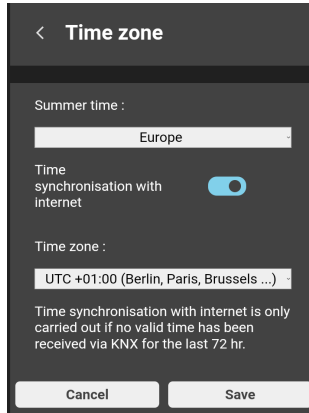 Time zone
Summer time :
Europe
Time
synchronisation with
internet
Time zone :
UTC +01:00 (Berlin, Paris, Brussels ...)
Time synchronisation with internet is only
carried out if no valid time has been
received via KNX for the last 72 hr.
Cancel Save